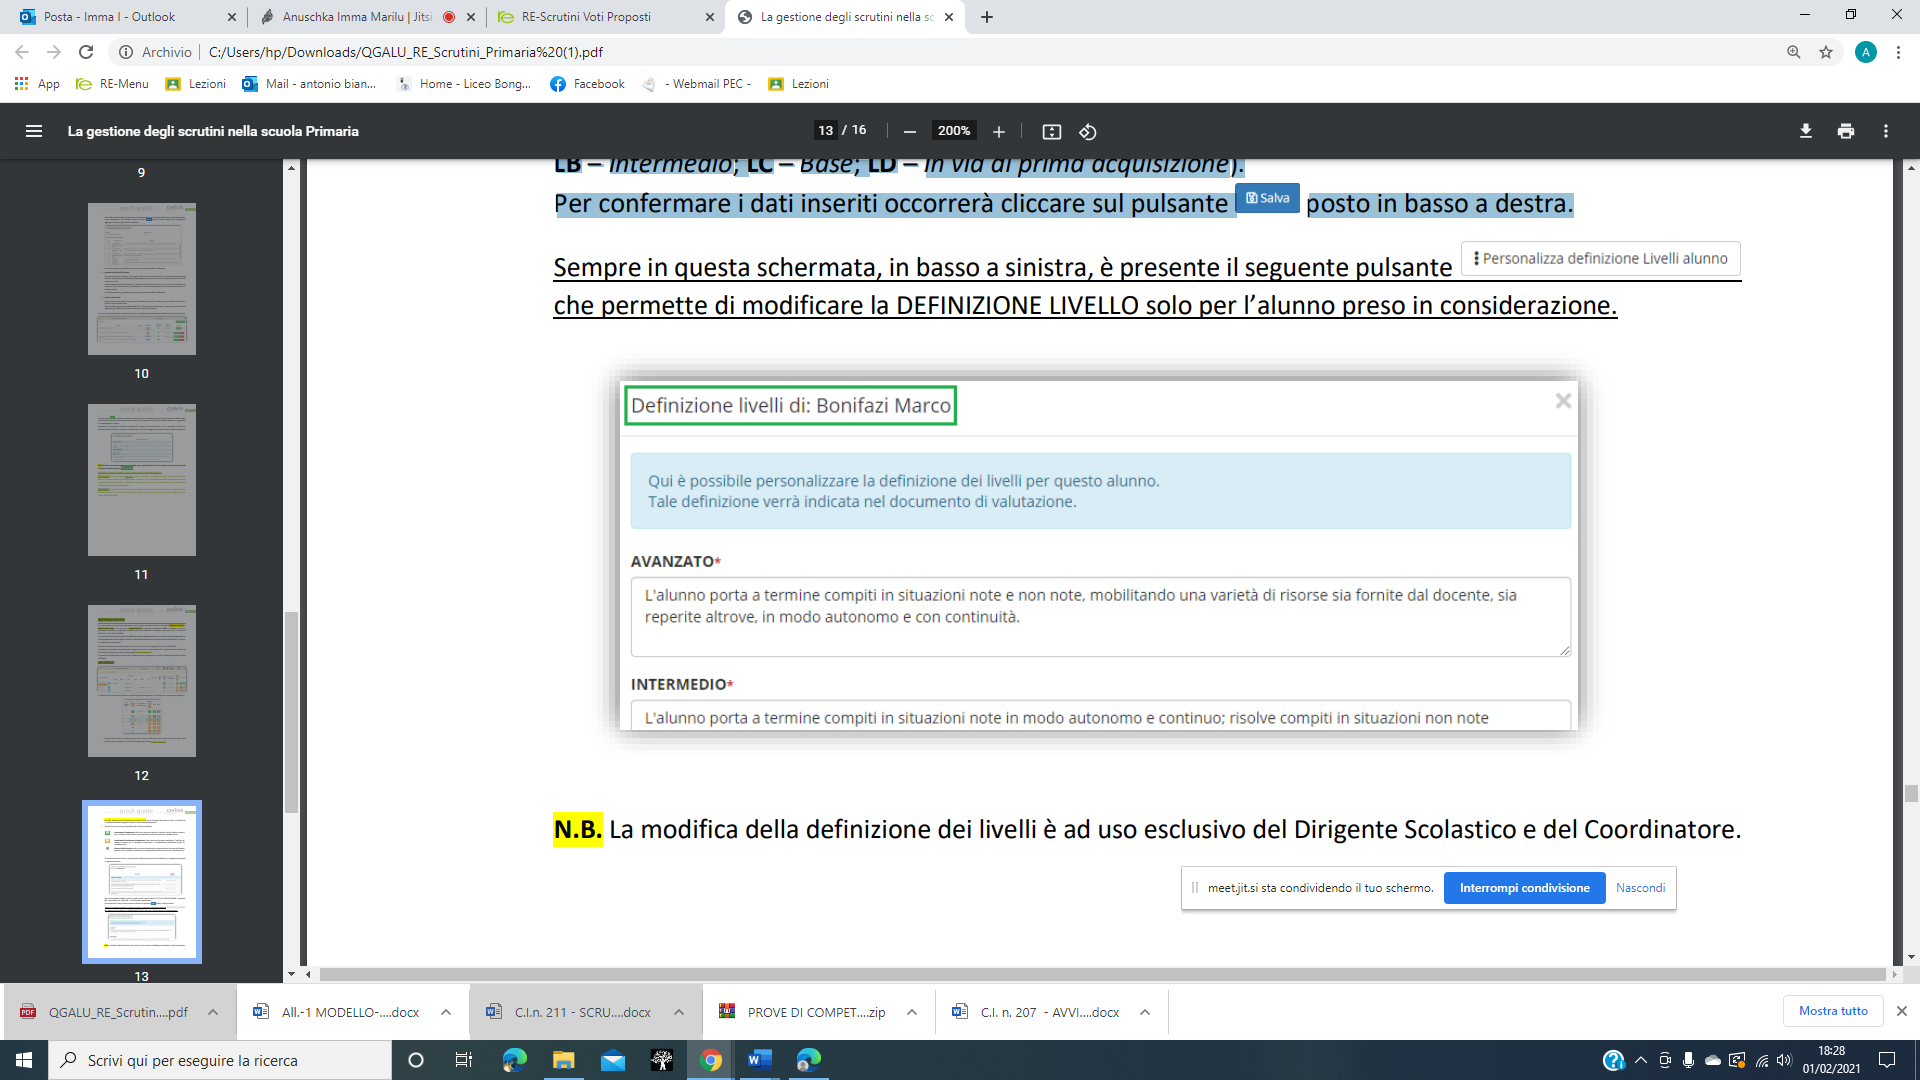 Posta - Imma I - Outlook
Anuschka Imma Marilu | Jitsi
RE-Scrutini Voti Proposti
La gestione degli scrutini nella sc
Archivio
C:/Users/hp/Downloads/QGALU_RE_Scrutini_Primaria%20(1).pdf
A
App
RE-Menu
Lezioni
Mail - antonio bian...
Home - Liceo Bong...
Facebook
- Webmail PEC -
Lezioni
La gestione degli scrutini nella scuola Primaria
13 / 16
200%
9
10
11
12
13
LB – Intermedio; LC – Base; LD – In via di prima acquisizione).
Per confermare i dati inseriti occorrerà cliccare sul pulsante Salva posto in basso a destra.
Sempre in questa schermata, in basso a sinistra, è presente il seguente pulsante Personalizza definizione Livelli alunno
che permette di modificare la DEFINIZIONE LIVELLO solo per l’alunno preso in considerazione.
Definizione livelli di: Bonifazi Marco
Qui è possibile personalizzare la definizione dei livelli per questo alunno.
Tale definizione verrà indicata nel documento di valutazione.
AVANZATO*
L'alunno porta a termine compiti in situazioni note e non note, mobilitando una varietà di risorse sia fornite dal docente, sia
reperite altrove, in modo autonomo e con continuità.
INTERMEDIO*
L'alunno porta a termine compiti in situazioni note in modo autonomo e continuo; risolve compiti in situazioni non note
N.B. La modifica della definizione dei livelli è ad uso esclusivo del Dirigente Scolastico e del Coordinatore.
meet.jit.si sta condividendo il tuo schermo.
Interrompi condivisione
Nascondi
QGALU_RE_Scrutin....pdf
All.-1 MODELLO-....docx
C.I.n. 211 - SCRU....docx
PROVE DI COMPET....zip
C.I. n. 207 - AVVI....docx
Mostra tutto
Scrivi qui per eseguire la ricerca
18:28
01/02/2021